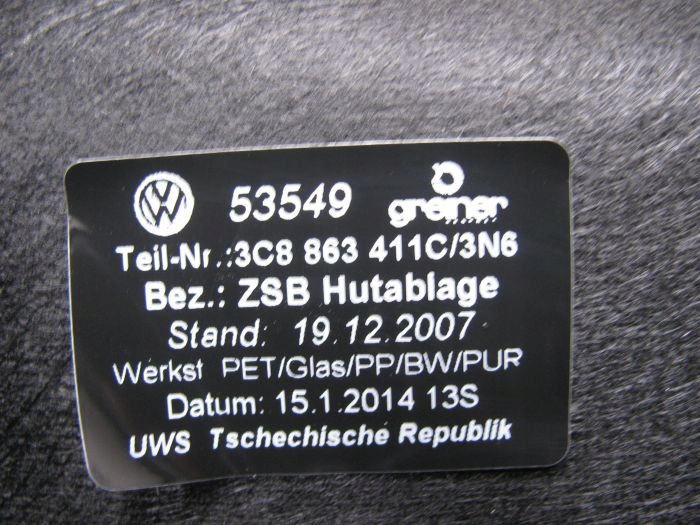 53549 greiner
Teil-Nr.:3C8 863 411C/3N6
Bez.: ZSB Hutablage
Stand: 19.12.2007
Werkst PET/Glas/PP/BW/PUR
Datum: 15.1.2014 13S
UWS Tschechische Republik